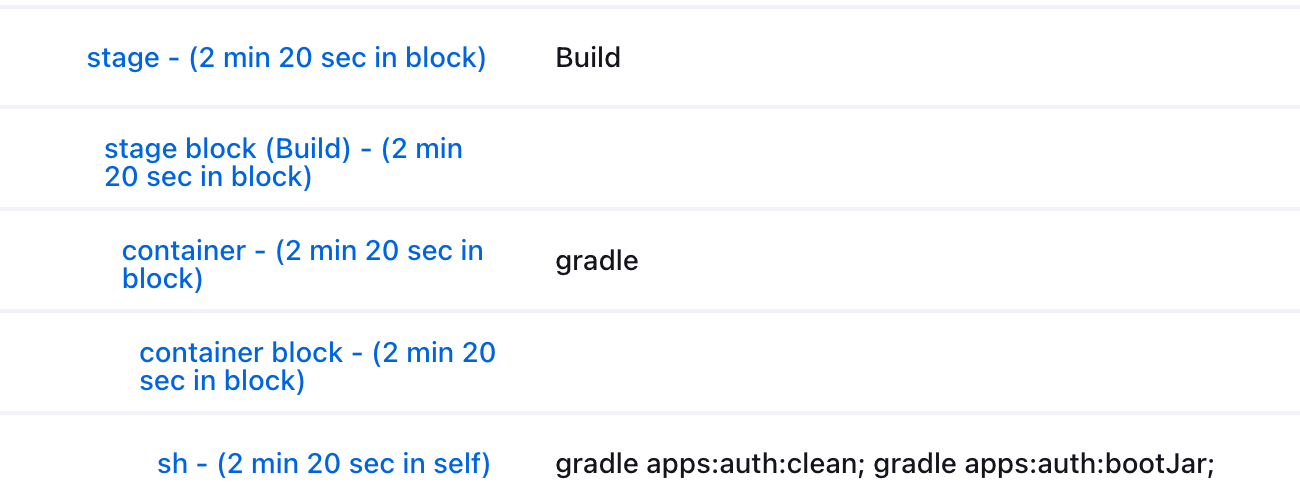 stage - (2 min 20 sec in block) Build
stage block (Build) - (2 min
20 sec in block)
container - (2 min 20 sec in
block)
gradle
container block - (2 min 20
sec in block)
sh - (2 min 20 sec in self) gradle apps:auth:clean; gradle apps:auth:bootJar;